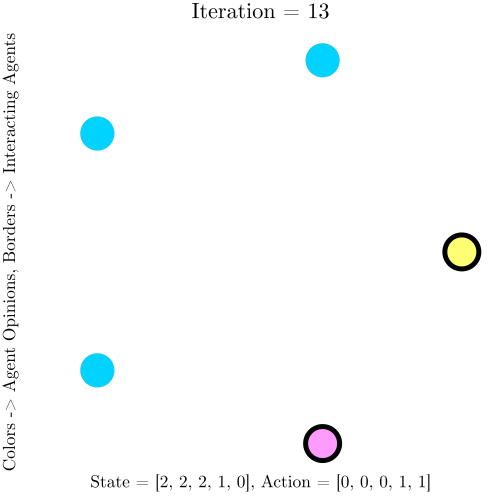 Iteration = 13
Colors -> Agent Opinions, Borders -> Interacting Agents
State = [2, 2, 2, 1, 0], Action = [0, 0, 0, 1, 1]